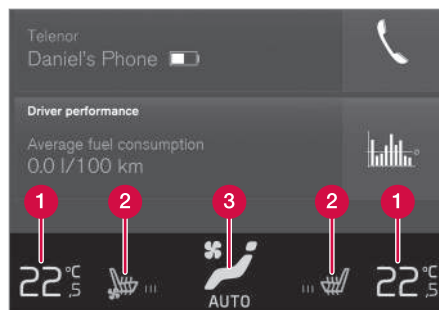 Telenor
Daniel's Phone
Driver performance
Average fuel consumption
0.0 l/100 km
1 2 3 2 1
22°C,5 22°C,5
AUTO